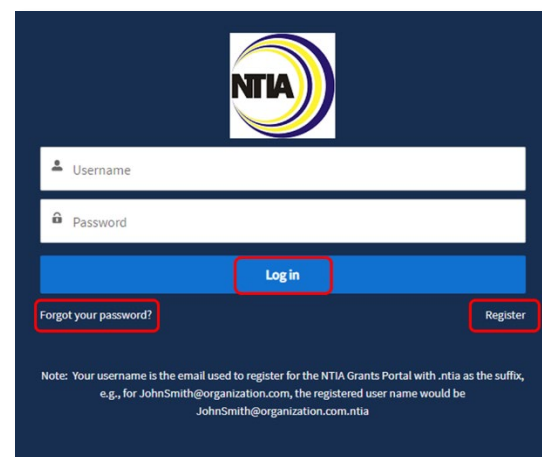 NTIA
Username
Password
Log in
Forgot your password?
Register
Note: Your username is the email used to register for the NTIA Grants Portal with .ntia as the suffix,
e.g., for JohnSmith@organization.com, the registered user name would be
JohnSmith@organization.com.ntia